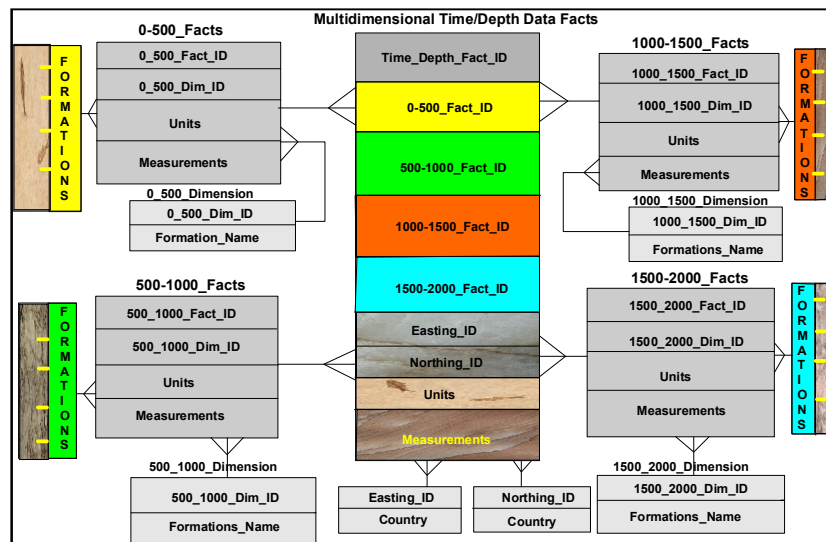 Multidimensional Time/Depth Data Facts
0-500_Facts
0_500_Fact_ID
0_500_Dim_ID
Units
Measurements
FORMATIONS
0_500_Dimension
0_500_Dim_ID
Formation_Name
Time_Depth_Fact_ID
0-500_Fact_ID
500-1000_Fact_ID
1000-1500_Fact_ID
1500-2000_Fact_ID
Easting_ID
Northing_ID
Units
Measurements
Easting_ID
Country
Northing_ID
Country
1000-1500_Facts
1000_1500_Fact_ID
1000_1500_Dim_ID
Units
Measurements
FORMATIONS
1000_1500_Dimension
1000_1500_Dim_ID
Formations_Name
500-1000_Facts
500_1000_Fact_ID
500_1000_Dim_ID
Units
Measurements
FORMATIONS
500_1000_Dimension
500_1000_Dim_ID
Formations_Name
1500-2000_Facts
1500_2000_Fact_ID
1500_2000_Dim_ID
Units
Measurements
FORMATIONS
1500_2000_Dimension
1500_2000_Dim_ID
Formations_Name